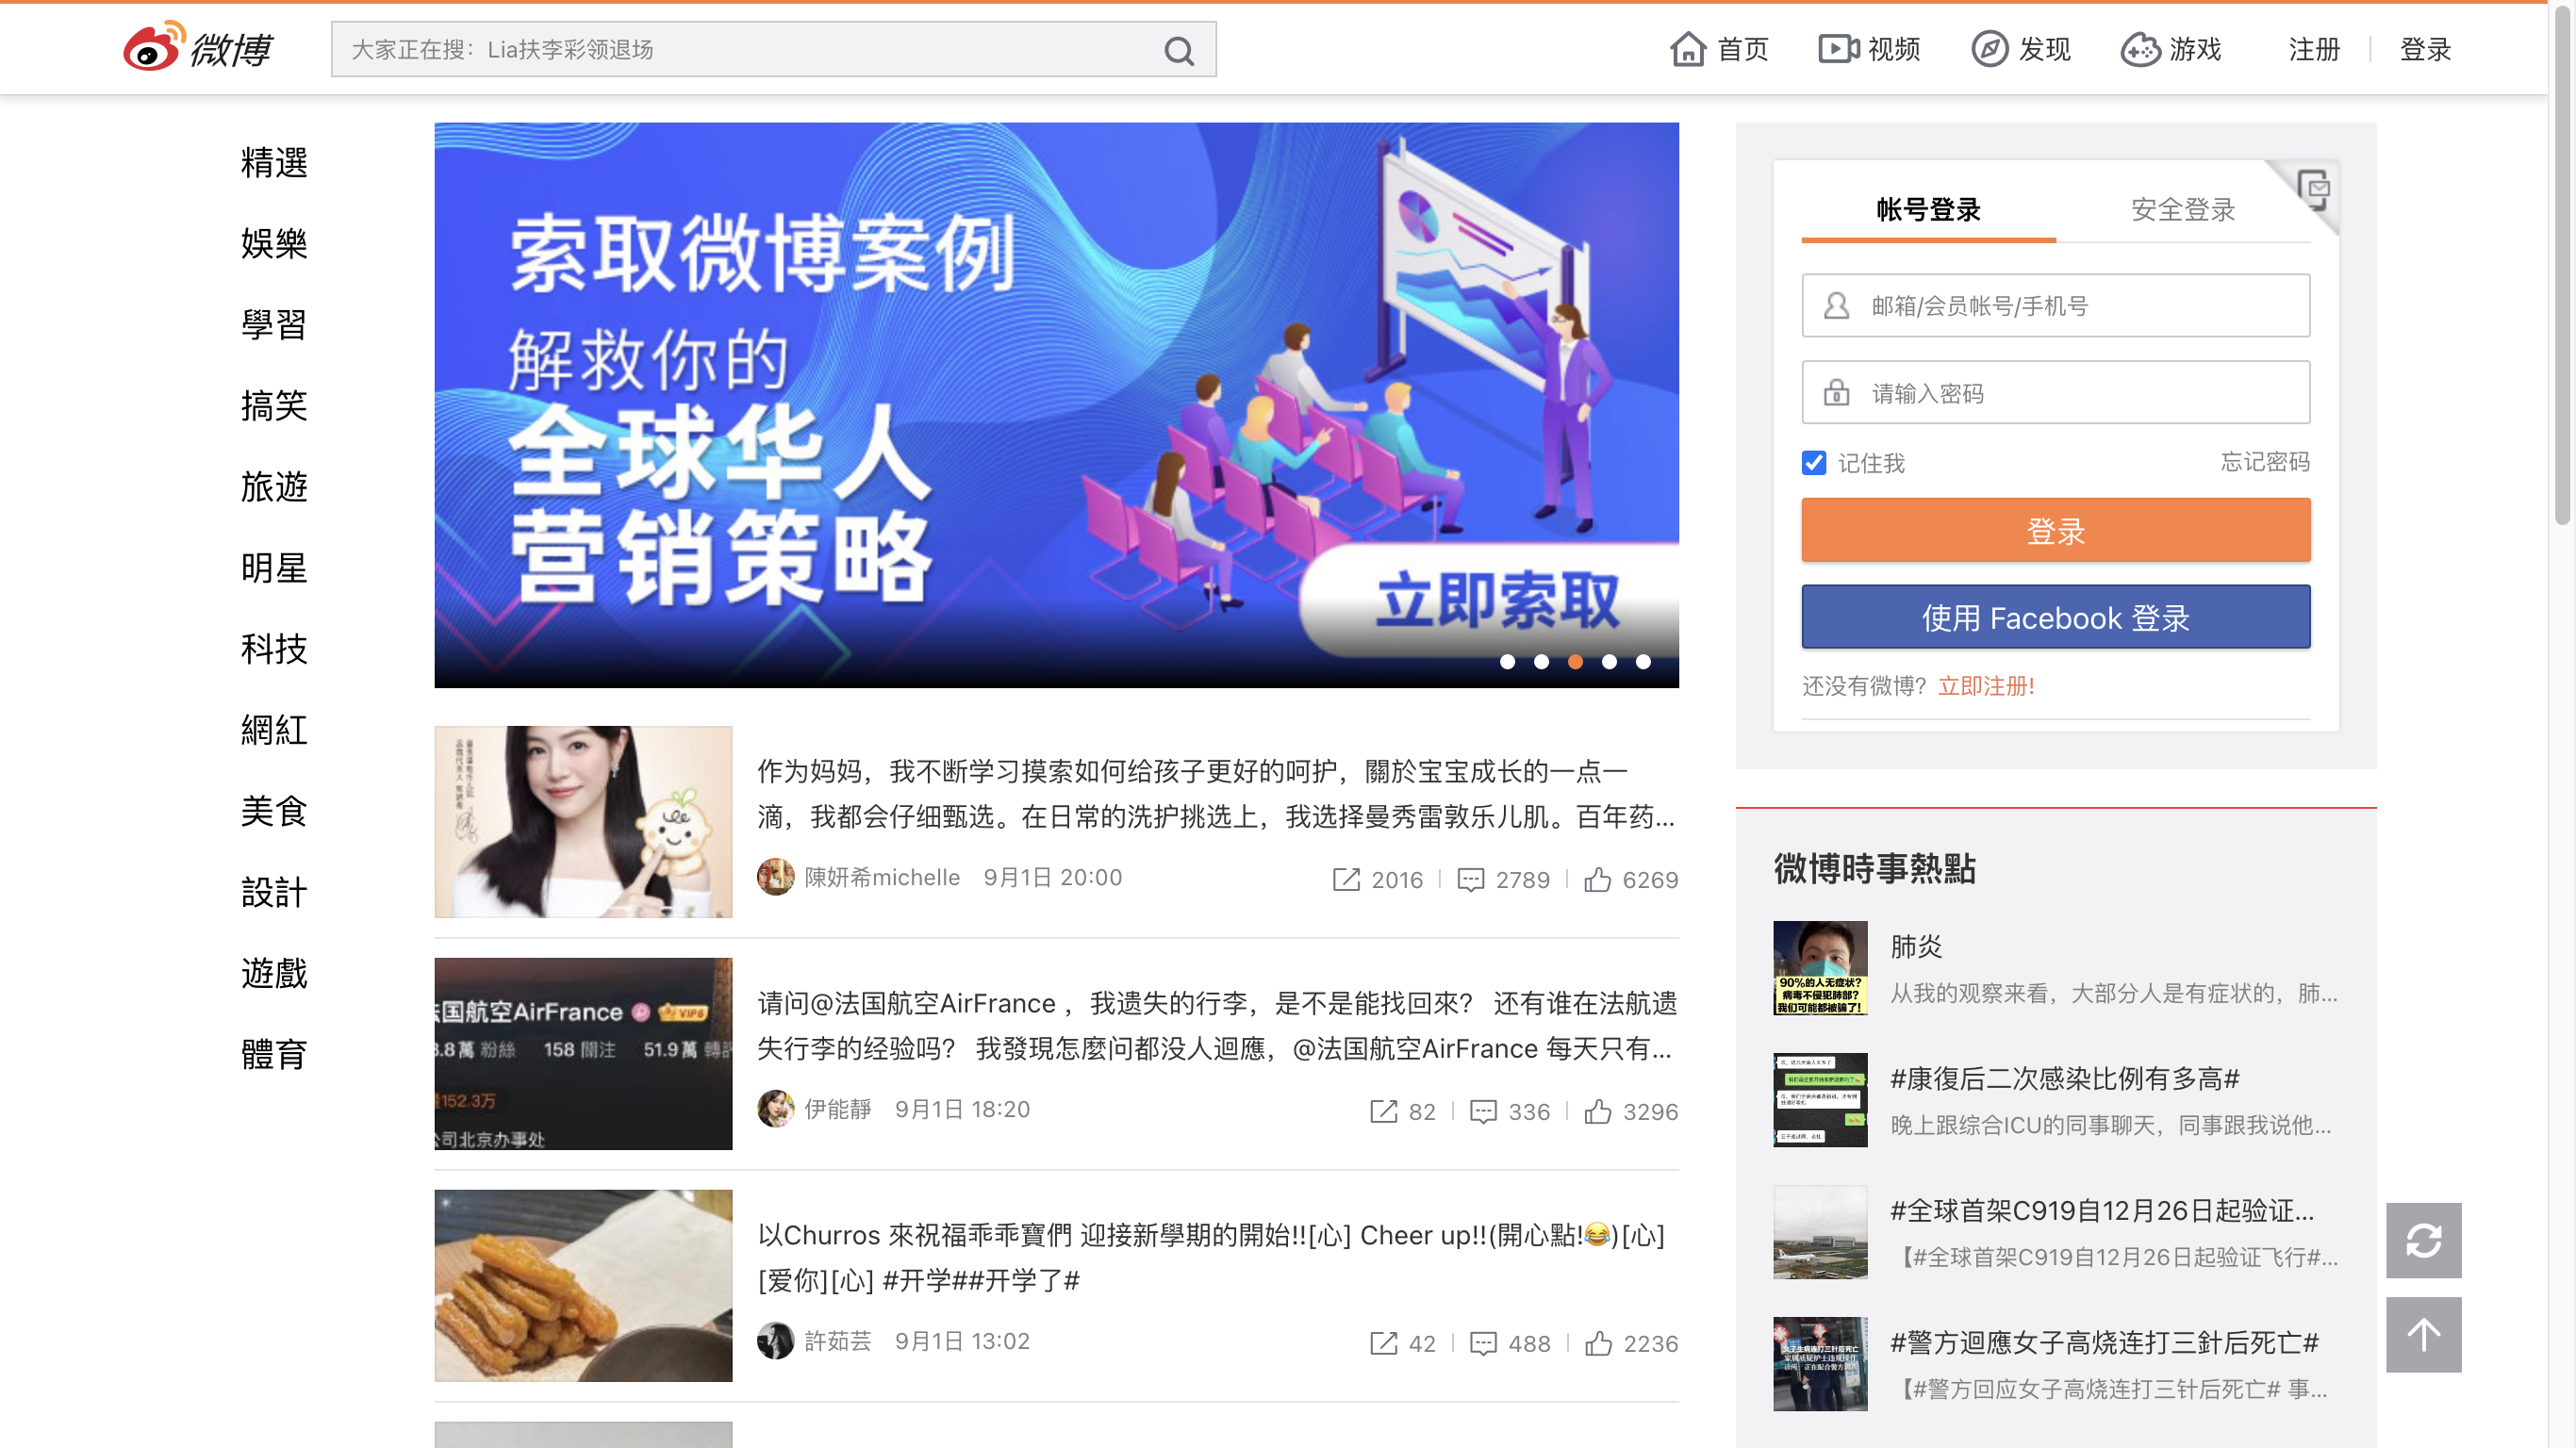 微博
大家正在搜：Lia扶李彩领退场
首页
视频
发现
游戏
注册
登录
精選
娛樂
學習
搞笑
旅遊
明星
科技
網紅
美食
設計
遊戲
體育
索取微博案例
解救你的
全球华人
营销策略
立即索取
作为妈妈，我不断学习摸索如何给孩子更好的呵护，關於宝宝成长的一点一
滴，我都会仔细甄选。在日常的洗护挑选上，我选择曼秀雷敦乐儿肌。百年药...
陳妍希michelle 9月1日 20:00
2016 2789 6269
法国航空AirFrance VIP6
3.8萬 粉絲 158 關注 51.9萬 轉評
152.3万
公司北京办事处
请问@法国航空AirFrance ，我遗失的行李，是不是能找回來？ 还有谁在法航遗
失行李的经验吗？ 我發現怎麼问都没人迴應，@法国航空AirFrance 每天只有...
伊能靜 9月1日 18:20
82 336 3296
以Churros 來祝福乖乖寶們 迎接新學期的開始!![心] Cheer up!!(開心點!😂)[心]
[爱你][心] #开学##开学了#
許茹芸 9月1日 13:02
42 488 2236
帐号登录
安全登录
邮箱/会员帐号/手机号
请输入密码
记住我
忘记密码
登录
使用 Facebook 登录
还没有微博？立即注册!
微博時事熱點
90%的人无症状？
病毒不侵犯肺部？
我们可能都被骗了！
肺炎
从我的观察来看，大部分人是有症状的，肺...
#康復后二次感染比例有多高#
晚上跟综合ICU的同事聊天，同事跟我说他...
#全球首架C919自12月26日起验证...
【#全球首架C919自12月26日起验证飞行#...
#警方迴應女子高烧连打三針后死亡#
【#警方回应女子高烧连打三针后死亡# 事...